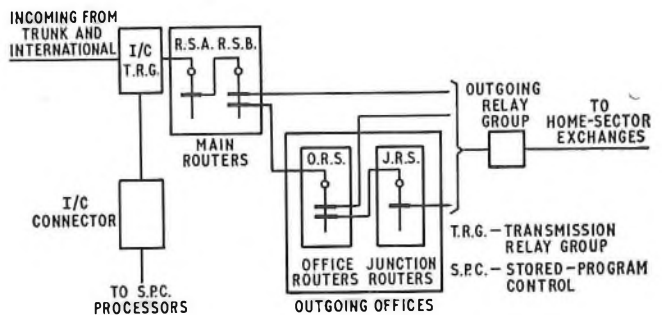 INCOMING FROM
TRUNK AND
INTERNATIONAL
I/C
T.R.G.
R.S.A. R.S.B.
MAIN
ROUTERS
OUTGOING
RELAY
GROUP
TO
HOME-SECTOR
EXCHANGES
I/C
CONNECTOR
TO S.P.C.
PROCESSORS
O.R.S.
J.R.S.
OFFICE
ROUTERS
JUNCTION
ROUTERS
OUTGOING OFFICES
T.R.G.—TRANSMISSION
RELAY GROUP
S.P.C.—STORED-PROGRAM
CONTROL